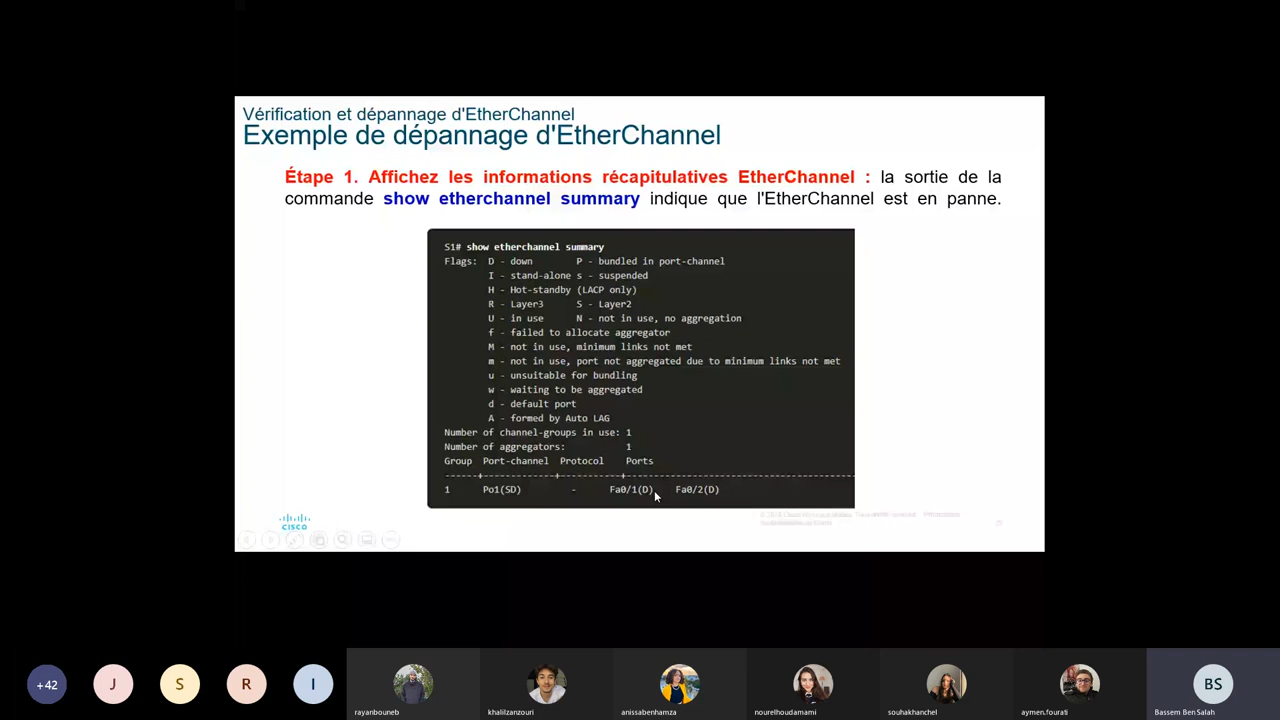 Vérification et dépannage d'EtherChannel
Exemple de dépannage d'EtherChannel
Étape 1. Affichez les informations récapitulatives EtherChannel : la sortie de la
commande show etherchannel summary indique que l'EtherChannel est en panne.
S1# show etherchannel summary
Flags: D - down P - bundled in port-channel
I - stand-alone s - suspended
H - Hot-standby (LACP only)
R - Layer3 S - Layer2
U - in use N - not in use, no aggregation
f - failed to allocate aggregator
M - not in use, minimum links not met
m - not in use, port not aggregated due to minimum links not met
u - unsuitable for bundling
w - waiting to be aggregated
d - default port
A - formed by Auto LAG
Number of channel-groups in use: 1
Number of aggregators: 1
Group Port-channel Protocol Ports
------+-------------+-----------+-----------------------------------------------
1 Po1(SD) - Fa0/1(D) Fa0/2(D)
CISCO
+42 J S R I BS
rayanbouneb khalilzanzouri anissabenhamza nourelhoudamami souhakhanchel aymen.fourati Bassem Ben Salah